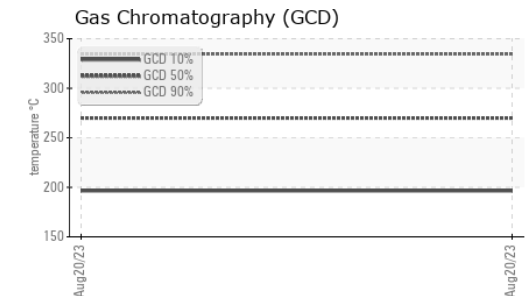 Gas Chromatography (GCD)
350
300
250
200
150
temperature °C
GCD 10%
GCD 50%
GCD 90%
Aug20/23
Aug20/23